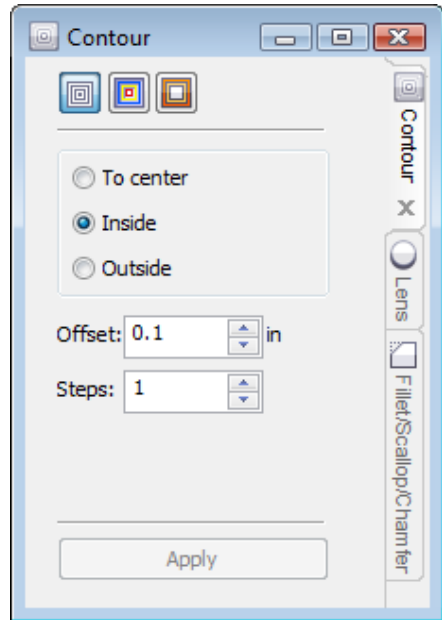 Contour
To center
Inside
Outside
Offset: 0.1 in
Steps: 1
Apply
Contour
Lens
Fillet/Scallop/Chamfer